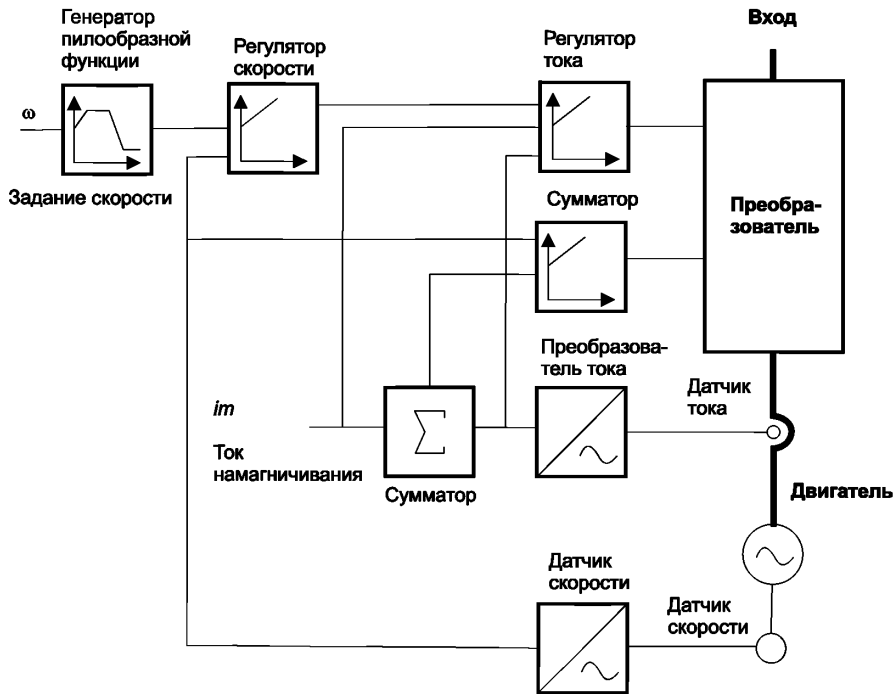 Генератор
пилообразной
функции
Регулятор
скорости
Регулятор
тока
Вход
ω
Задание скорости
Сумматор
Преобра-
зователь
Преобразова-
тель тока
Датчик
тока
im
Ток
намагничивания
Σ
Сумматор
Двигатель
Датчик
скорости
Датчик
скорости